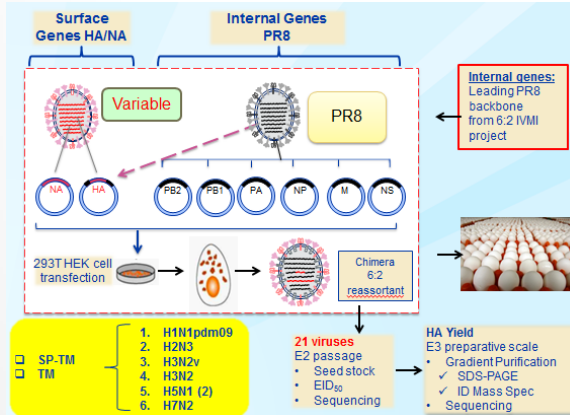 Surface
Genes HA/NA
Internal Genes
PR8
Variable
PR8
Internal genes:
Leading PR8
backbone
from 6:2 IVMI
project
NA
HA
PB2
PB1
PA
NP
M
NS
293T HEK cell
transfection
Chimera
6:2
reassortant
❑ SP-TM
❑ TM
1. H1N1pdm09
2. H2N3
3. H3N2v
4. H3N2
5. H5N1 (2)
6. H7N2
21 viruses
E2 passage
• Seed stock
• EID50
• Sequencing
HA Yield
E3 preparative scale
• Gradient Purification
✓ SDS-PAGE
✓ ID Mass Spec
• Sequencing